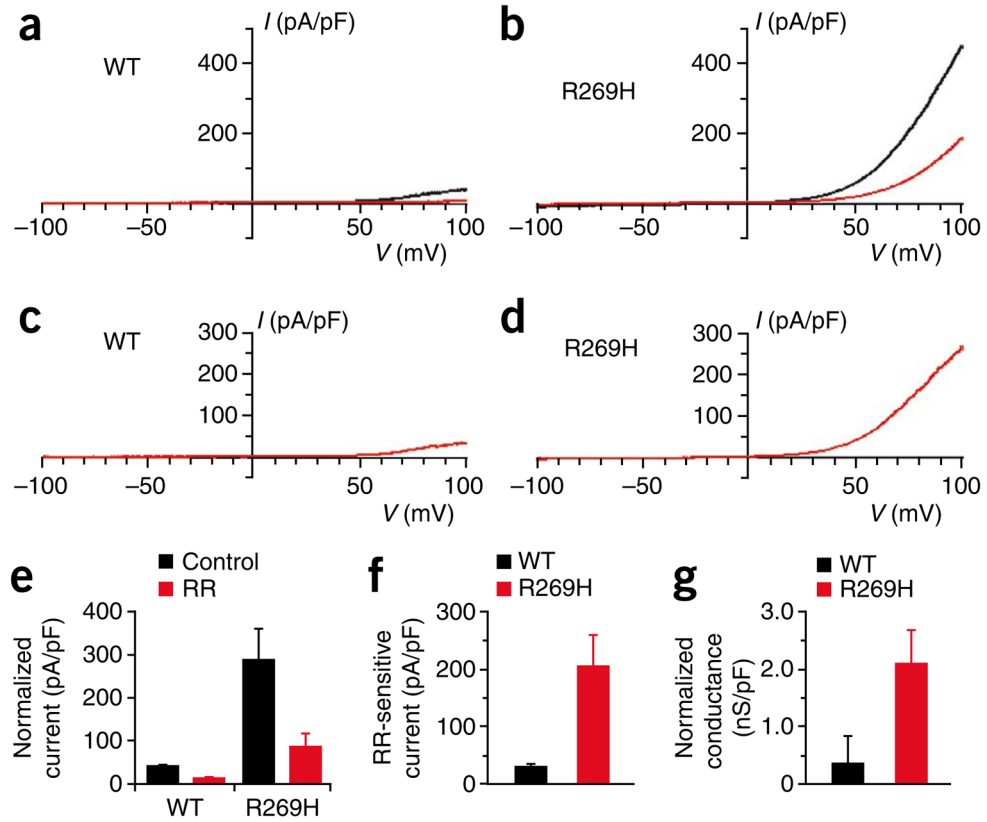 a
I (pA/pF)
WT
400
200
–100
–50
50
100
V (mV)
b
I (pA/pF)
R269H
400
200
–100
–50
50
100
V (mV)
c
I (pA/pF)
WT
300
200
100
–100
–50
50
100
V (mV)
d
I (pA/pF)
R269H
300
200
100
–100
–50
50
100
V (mV)
e
Control
RR
Normalized
current (pA/pF)
400
300
200
100
0
WT
R269H
f
WT
R269H
RR-sensitive
current (pA/pF)
300
200
100
0
g
WT
R269H
Normalized
conductance
(nS/pF)
3.0
2.0
1.0
0